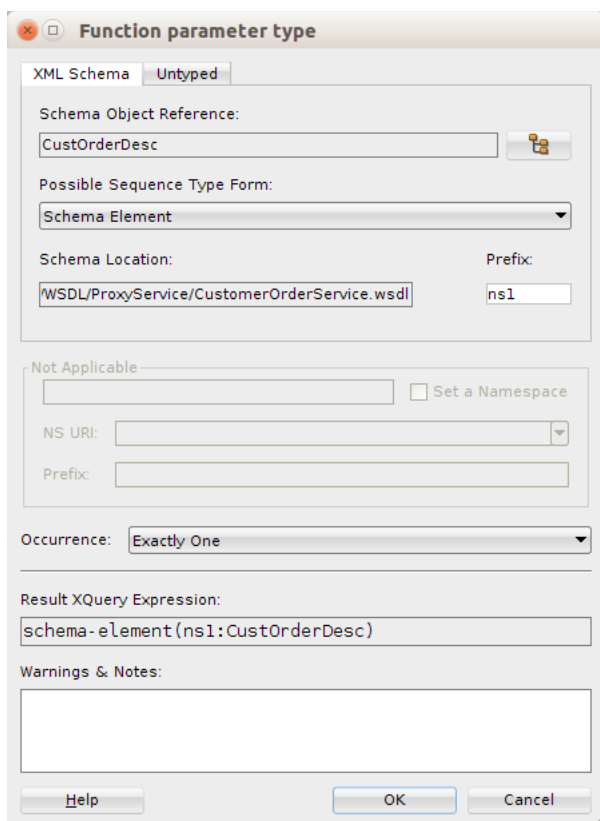 Function parameter type
XML Schema Untyped
Schema Object Reference:
CustOrderDesc
Possible Sequence Type Form:
Schema Element
Schema Location: Prefix:
WSDL/ProxyService/CustomerOrderService.wsdl ns1
Not Applicable
Set a Namespace
NS URI:
Prefix:
Occurrence: Exactly One
Result XQuery Expression:
schema-element(ns1:CustOrderDesc)
Warnings & Notes:
Help OK Cancel